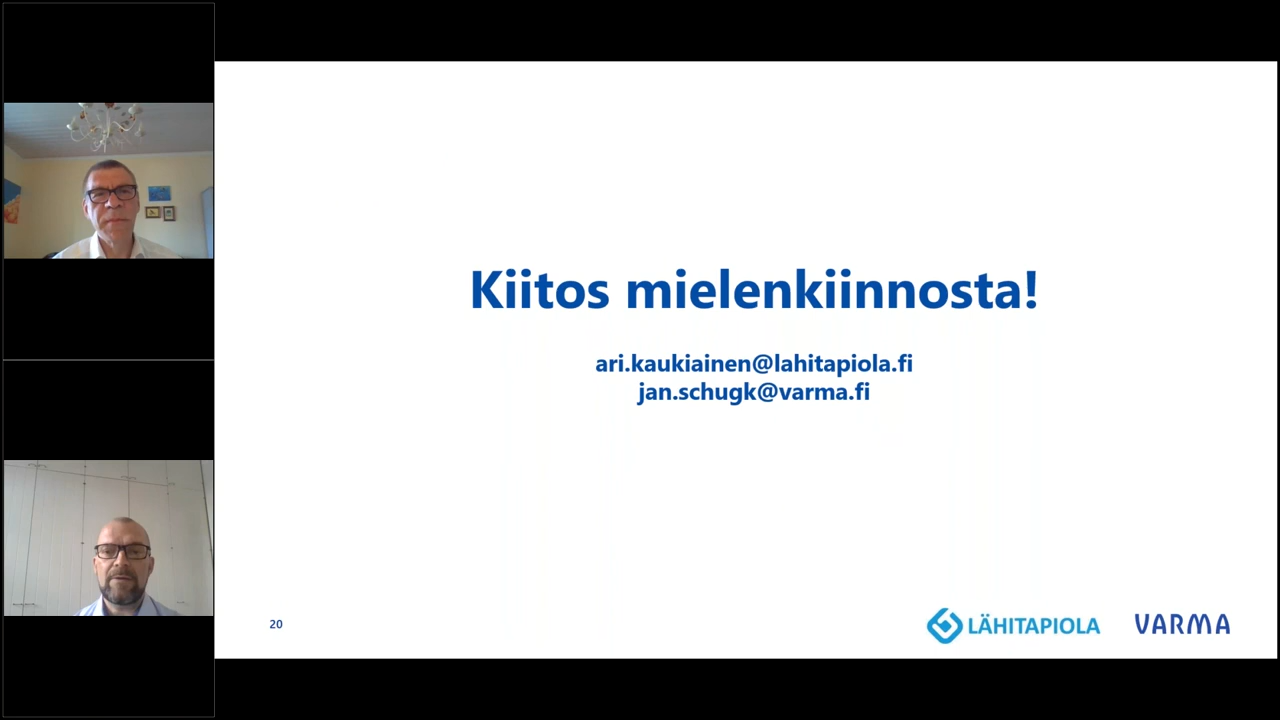 Kiitos mielenkiinnosta!
ari.kaukiainen@lahitapiola.fi
jan.schugk@varma.fi
20
LÄHITAPIOLA
VARMA